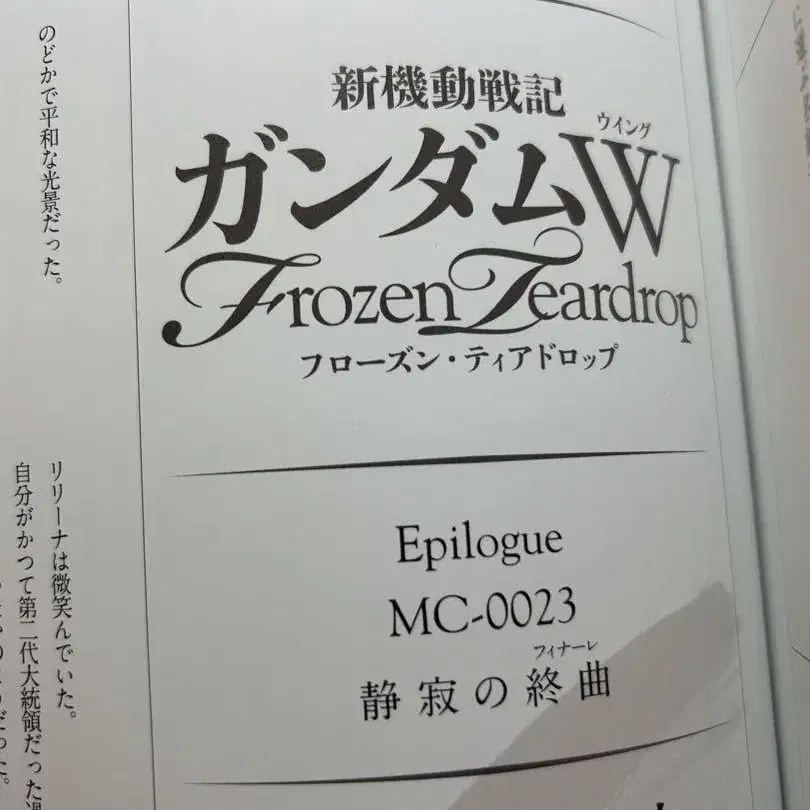 新機動戦記
ガンダムW
ウイング
Frozen Teardrop
フローズン・ティアドロップ
Epilogue
MC-0023
静寂の終曲
フィナーレ
のどかで平和な光景だった。
リリーナは微笑んでいた。
自分がかつて第二代大統領だった